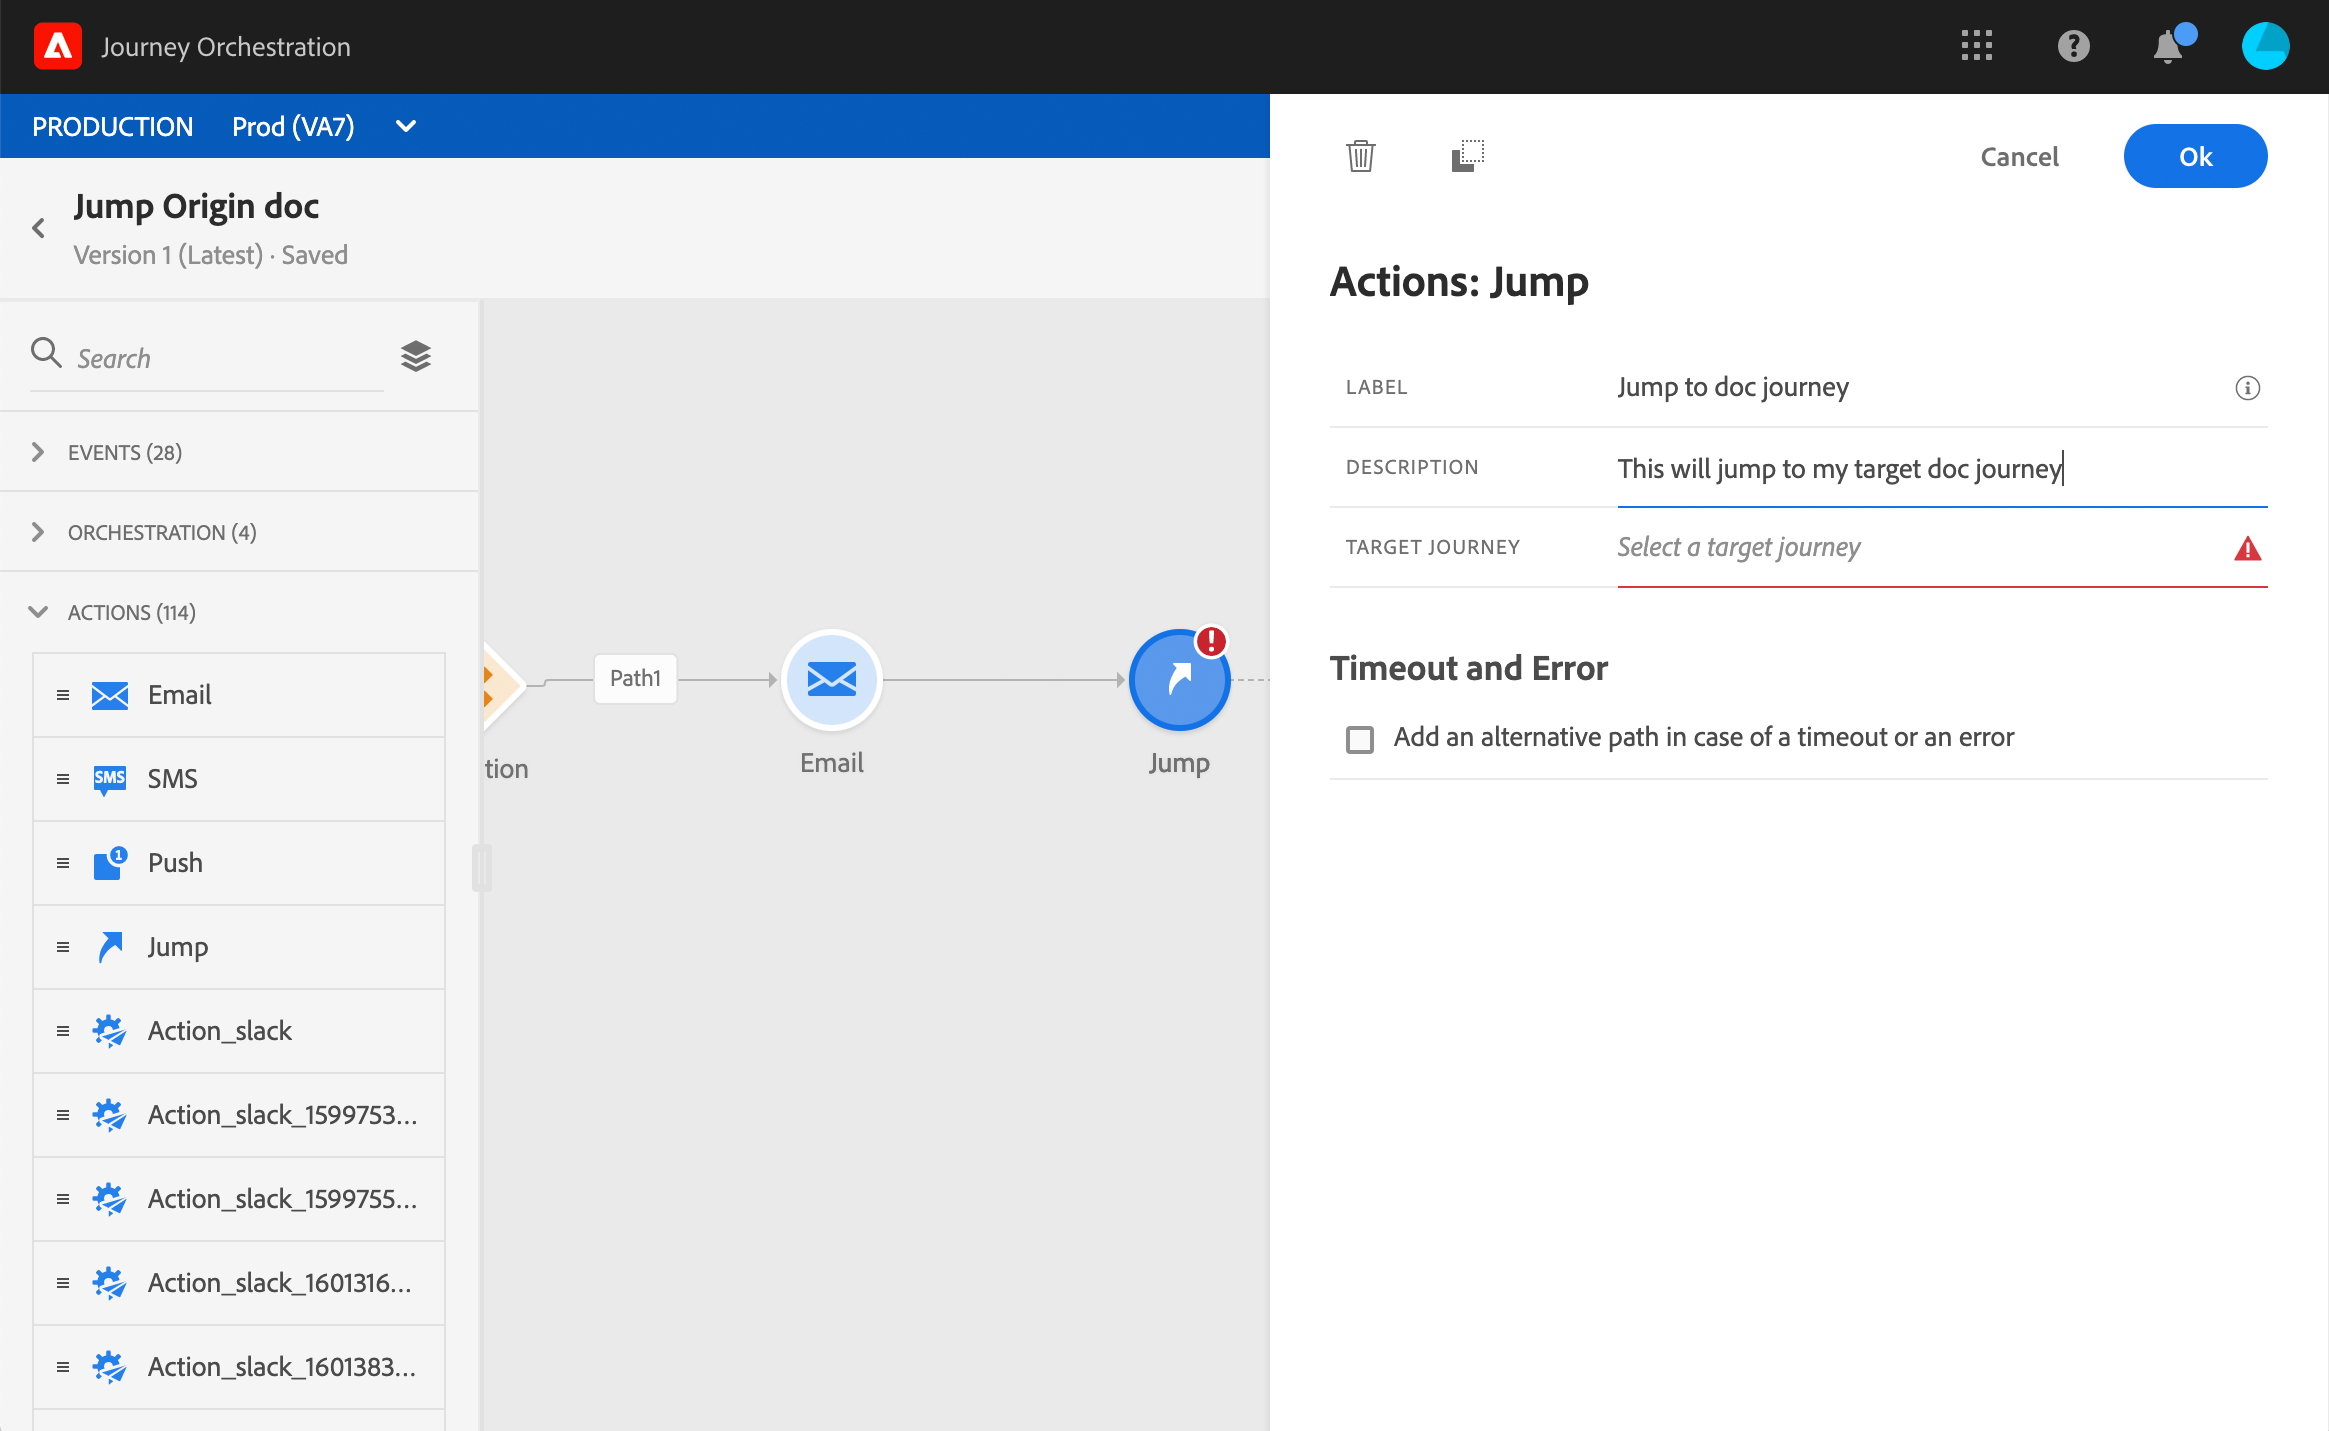 Journey Orchestration
PRODUCTION Prod (VA7)
Cancel Ok
Jump Origin doc
Version 1 (Latest) · Saved
Search
EVENTS (28)
ORCHESTRATION (4)
ACTIONS (114)
Email
SMS
SMS
1
Push
Jump
Action_slack
Action_slack_1599753...
Action_slack_1599755...
Action_slack_1601316...
Action_slack_1601383...
tion
Path1
Email
Jump
Actions: Jump
LABEL Jump to doc journey
DESCRIPTION This will jump to my target doc journey
TARGET JOURNEY Select a target journey
Timeout and Error
Add an alternative path in case of a timeout or an error